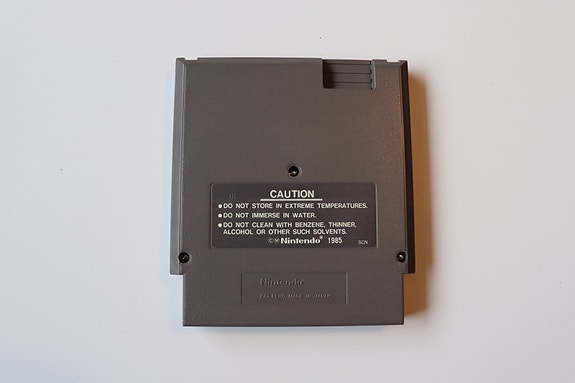 CAUTION
● DO NOT STORE IN EXTREME TEMPERATURES.
● DO NOT IMMERSE IN WATER.
● DO NOT CLEAN WITH BENZENE, THINNER,
ALCOHOL OR OTHER SUCH SOLVENTS.
©Ⓜ Nintendo® 1985 SCN
Nintendo